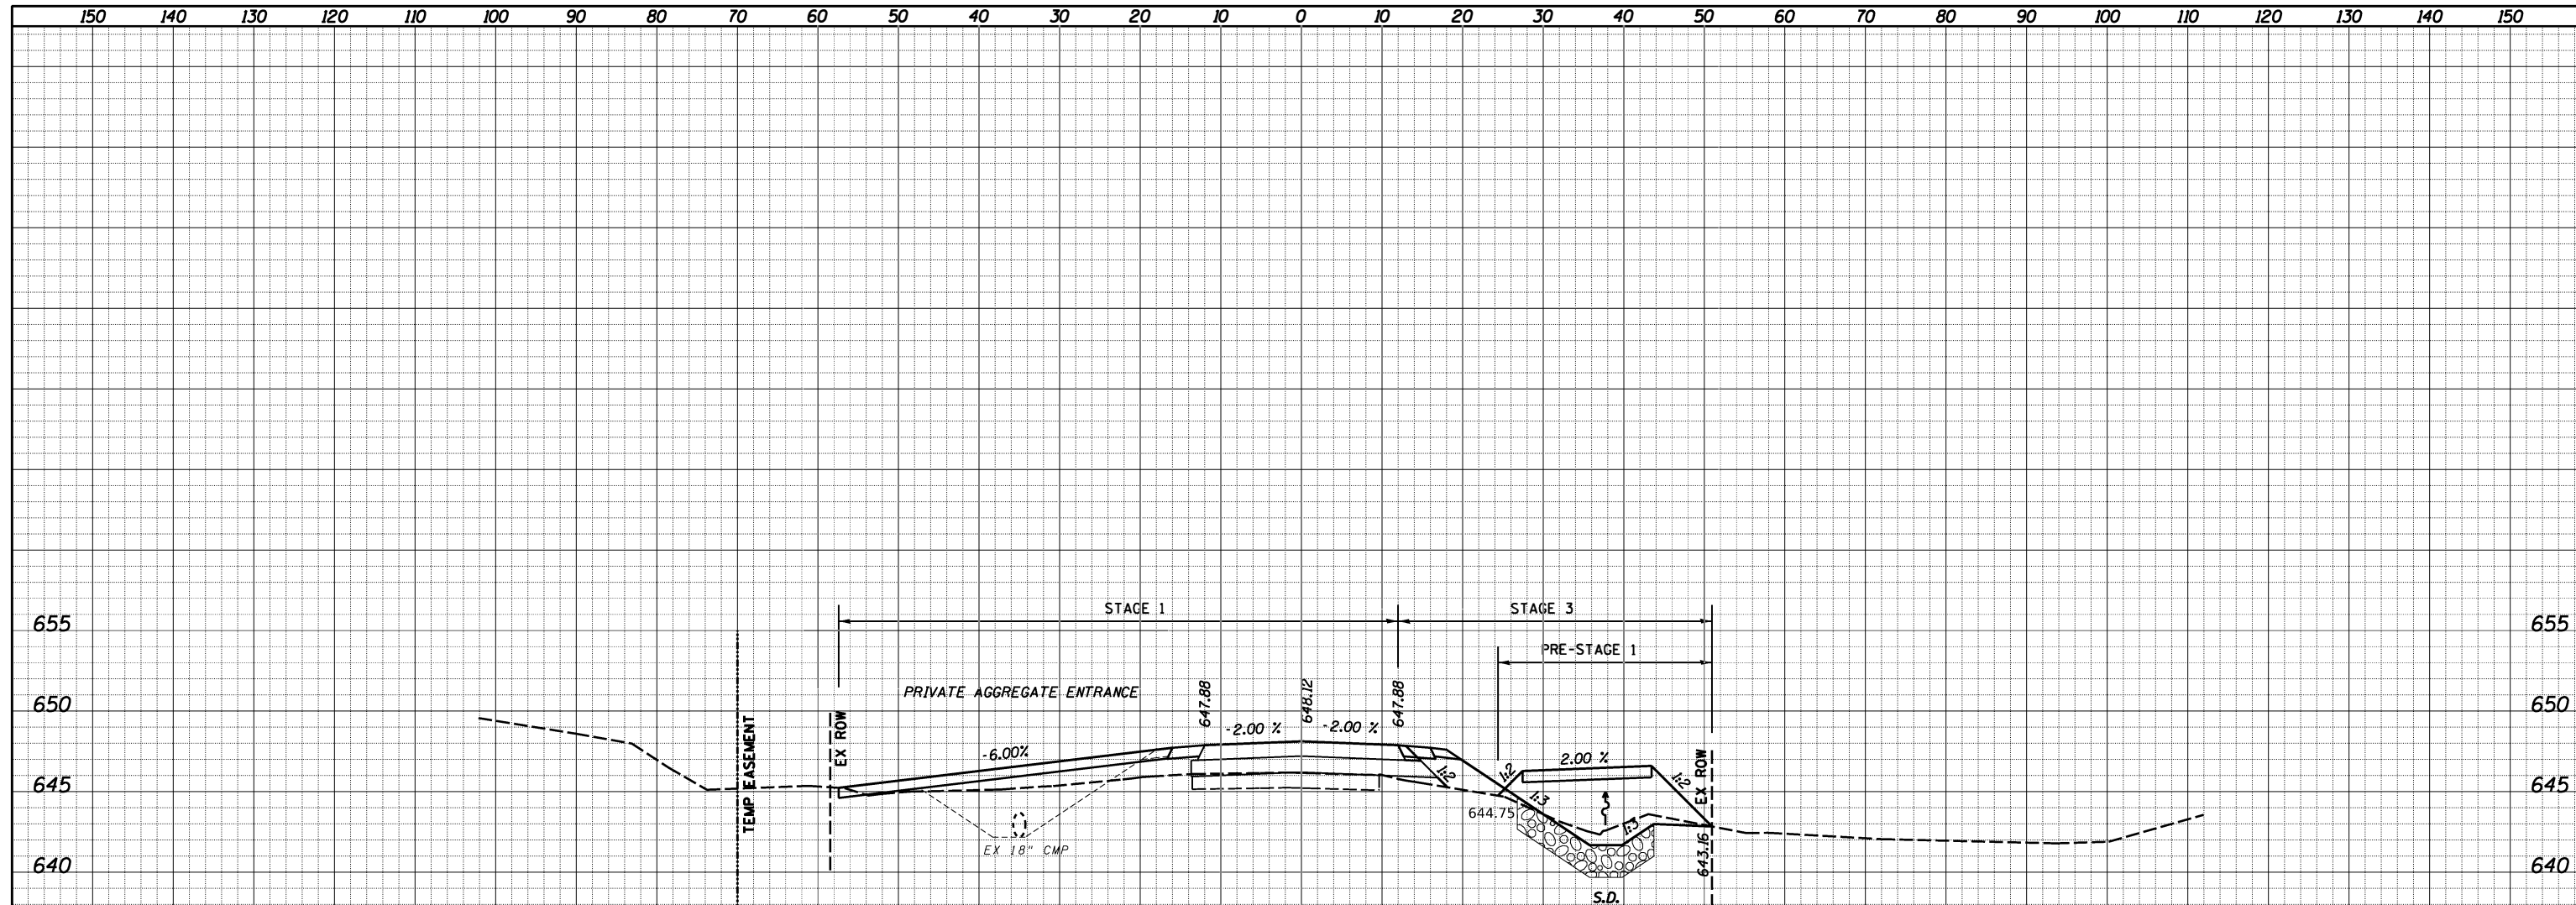 150 140 130 120 110 100 90 80 70 60 50 40 30 20 10 0 10 20 30 40 50 60 70 80 90 100 110 120 130 140 150
STAGE 1 STAGE 3
655 655
PRE-STAGE 1
PRIVATE AGGREGATE ENTRANCE
647.88
648.12
647.88
650 650
-2.00 % -2.00 %
TEMP EASEMENT
EX ROW
-6.00%
2.00 %
1:2
1:2
1:2
EX ROW
645 645
1:3
644.75
1:3
EX 18" CMP
643.16
640 640
S.D.